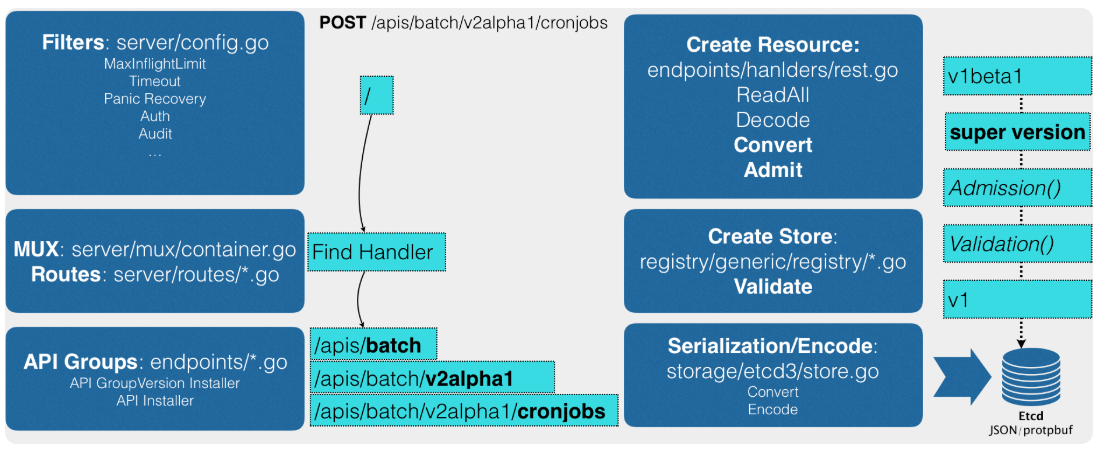 Filters: server/config.go
MaxInflightLimit
Timeout
Panic Recovery
Auth
Audit
...
MUX: server/mux/container.go
Routes: server/routes/*.go
API Groups: endpoints/*.go
API GroupVersion Installer
API Installer
POST /apis/batch/v2alpha1/cronjobs
/
Find Handler
/apis/batch
/apis/batch/v2alpha1
/apis/batch/v2alpha1/cronjobs
Create Resource:
endpoints/hanlders/rest.go
ReadAll
Decode
Convert
Admit
Create Store:
registry/generic/registry/*.go
Validate
Serialization/Encode:
storage/etcd3/store.go
Convert
Encode
v1beta1
super version
Admission()
Validation()
v1
Etcd
JSON/protpbuf